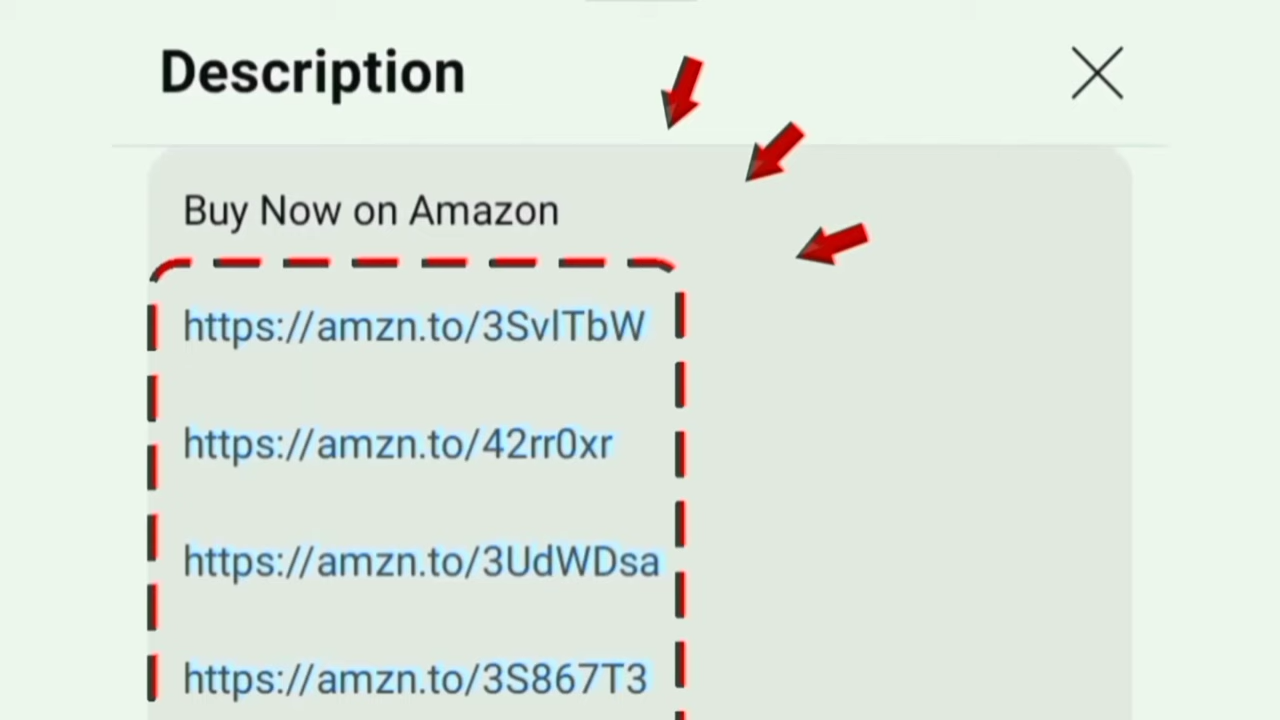 Description
Buy Now on Amazon
https://amzn.to/3SvlTbW
https://amzn.to/42rr0xr
https://amzn.to/3UdWDsa
https://amzn.to/3S867T3